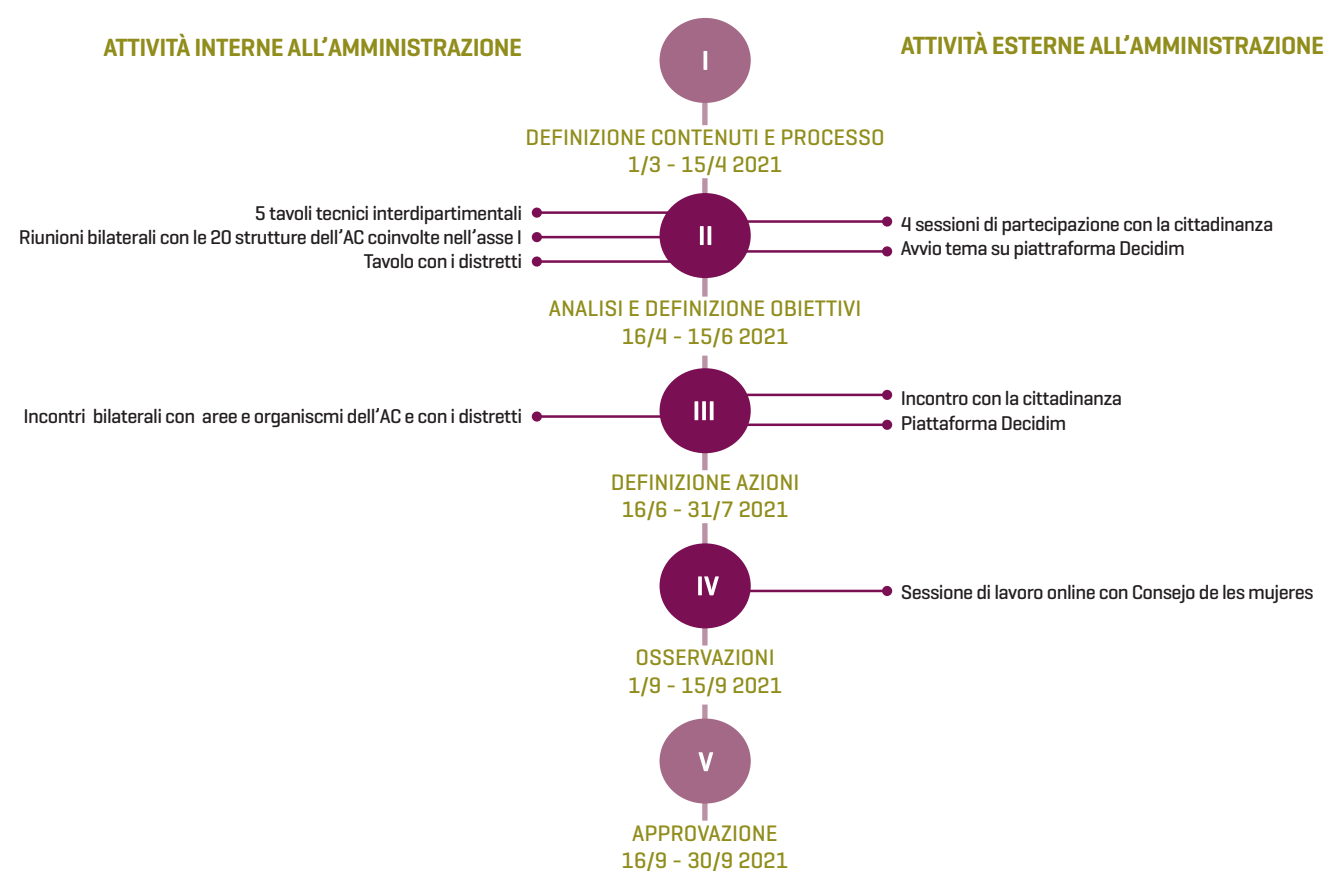 ATTIVITÀ INTERNE ALL'AMMINISTRAZIONE
ATTIVITÀ ESTERNE ALL'AMMINISTRAZIONE
I
DEFINIZIONE CONTENUTI E PROCESSO
1/3 - 15/4 2021
5 tavoli tecnici interdipartimentali
Riunioni bilaterali con le 20 strutture dell'AC coinvolte nell'asse I
Tavolo con i distretti
II
4 sessioni di partecipazione con la cittadinanza
Avvio tema su piattraforma Decidim
ANALISI E DEFINIZIONE OBIETTIVI
16/4 - 15/6 2021
Incontri bilaterali con aree e organiscmi dell'AC e con i distretti
III
Incontro con la cittadinanza
Piattaforma Decidim
DEFINIZIONE AZIONI
16/6 - 31/7 2021
IV
Sessione di lavoro online con Consejo de les mujeres
OSSERVAZIONI
1/9 - 15/9 2021
V
APPROVAZIONE
16/9 - 30/9 2021